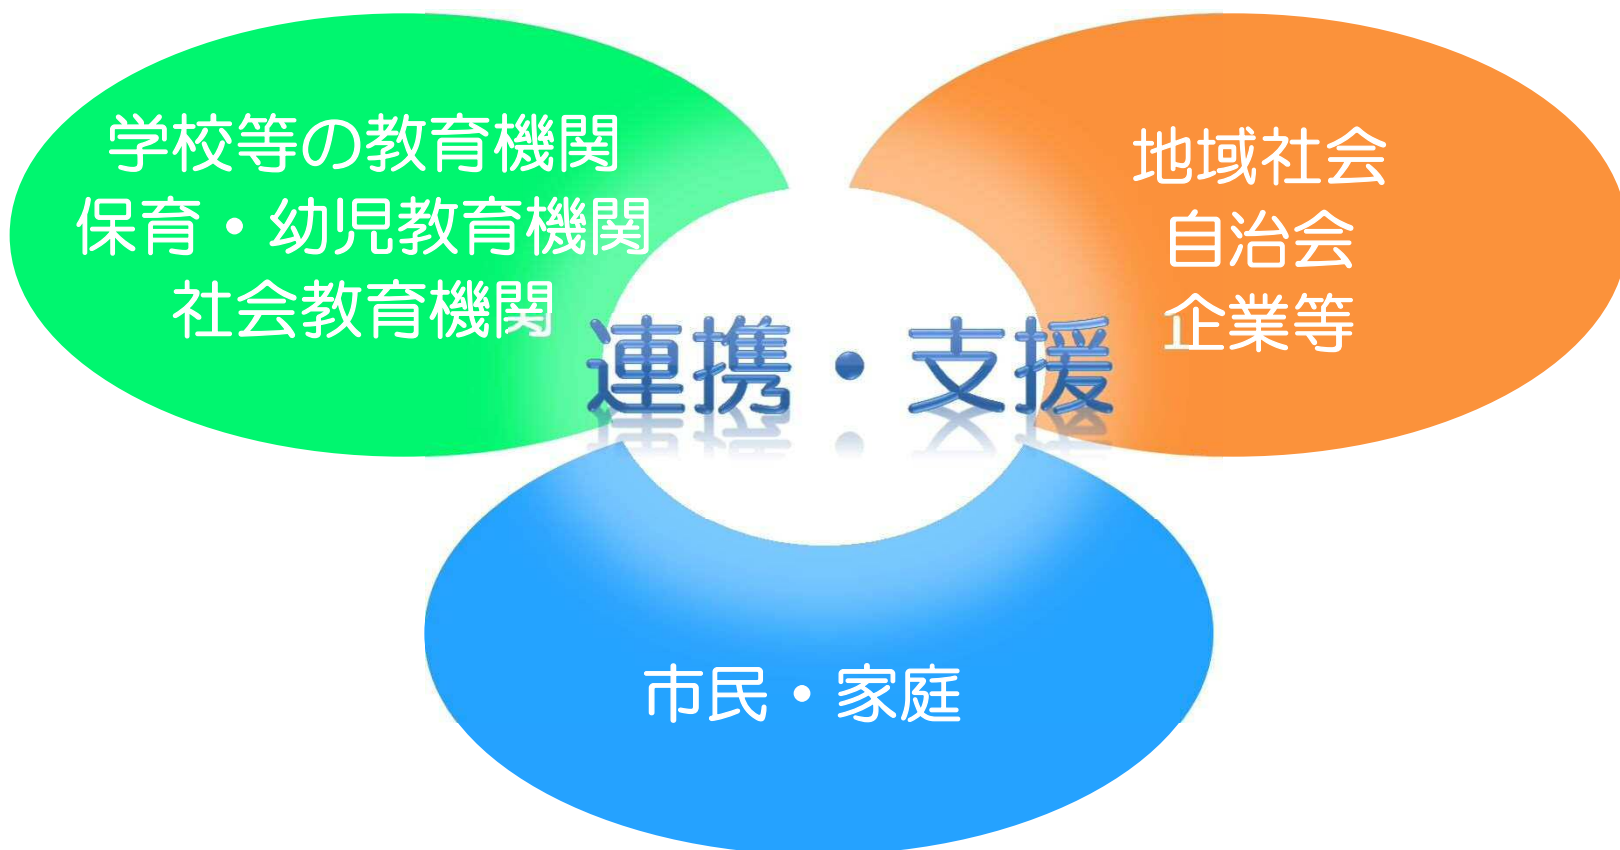 学校等の教育機関
保育・幼児教育機関
社会教育機関
地域社会
自治会
企業等
連携・支援
市民・家庭